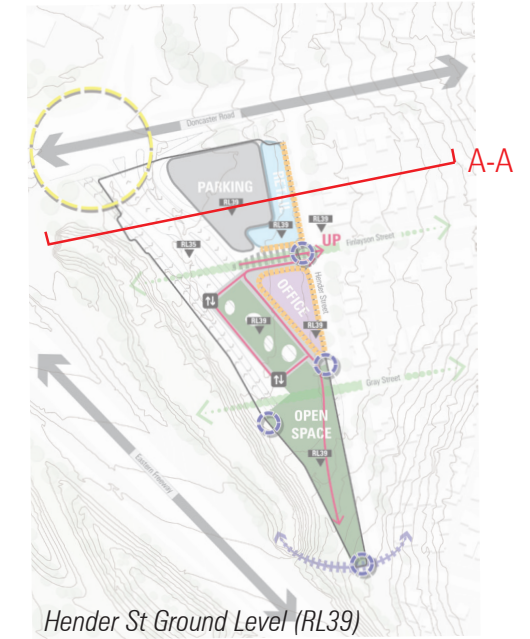 Doncaster Road
A-A
PARKING
RETAIL
RL39
RL39
RL39
UP
Finlayson Street
RL35
Hender Street
OFFICE
RL39
RL39
Gray Street
OPEN
SPACE
RL39
Eastern Freeway
Hender St Ground Level (RL39)